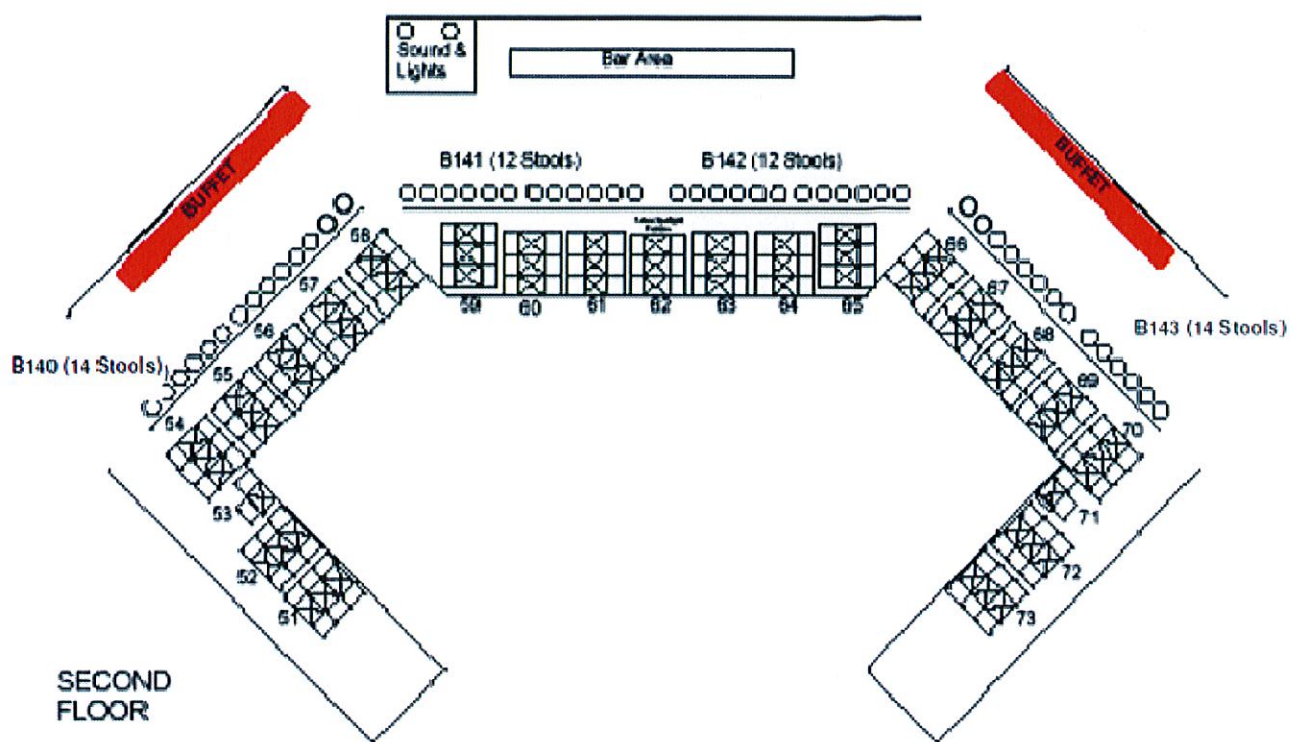 Sound &
Lights
Bar Area
BUFFET
BUFFET
B141 (12 Stools)
B142 (12 Stools)
B140 (14 Stools)
B143 (14 Stools)
58
57
56
55
54
53
52
51
59
60
61
62
63
64
65
66
67
68
69
70
71
72
73
SECOND
FLOOR